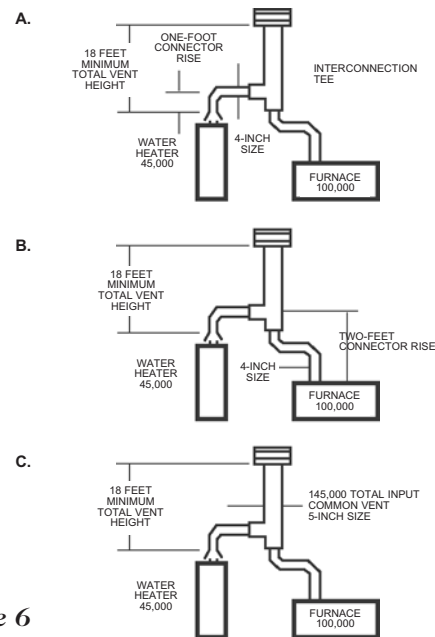 A.
18 FEET
MINIMUM
TOTAL VENT
HEIGHT
ONE-FOOT
CONNECTOR
RISE
INTERCONNECTION
TEE
WATER
HEATER
45,000
4-INCH
SIZE
FURNACE
100,000
B.
18 FEET
MINIMUM
TOTAL VENT
HEIGHT
TWO-FEET
CONNECTOR RISE
WATER
HEATER
45,000
4-INCH
SIZE
FURNACE
100,000
C.
18 FEET
MINIMUM
TOTAL VENT
HEIGHT
145,000 TOTAL INPUT
COMMON VENT
5-INCH SIZE
WATER
HEATER
45,000
FURNACE
100,000
e 6